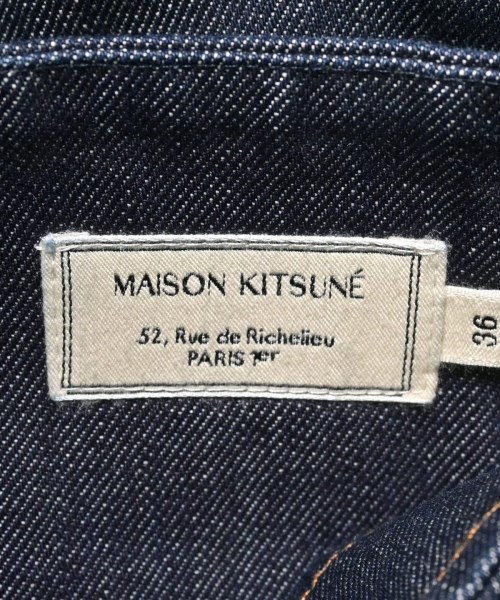 MAISON KITSUNÉ
52, Rue de Richelieu
PARIS 1er
36